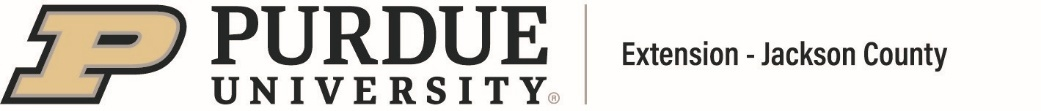 P
PURDUE
UNIVERSITY®
Extension - Jackson County